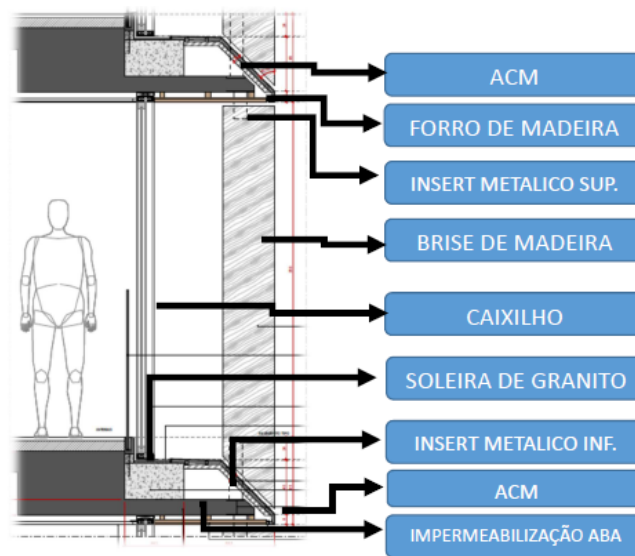 ACM
FORRO DE MADEIRA
INSERT METALICO SUP.
BRISE DE MADEIRA
CAIXILHO
SOLEIRA DE GRANITO
INSERT METALICO INF.
ACM
IMPERMEABILIZAÇÃO ABA